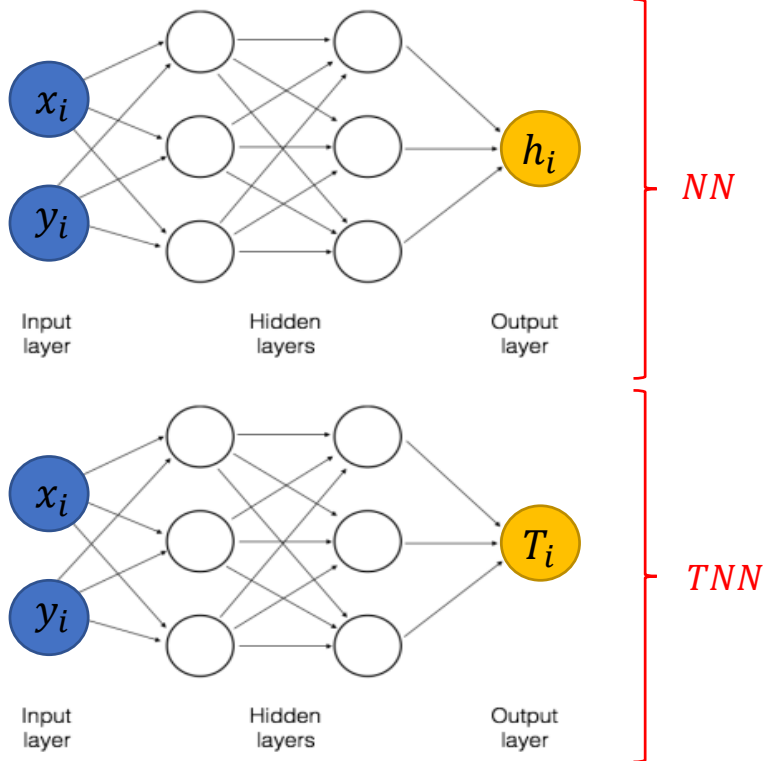 x_i
y_i
h_i
NN
Input
layer
Hidden
layers
Output
layer
x_i
y_i
T_i
TNN
Input
layer
Hidden
layers
Output
layer